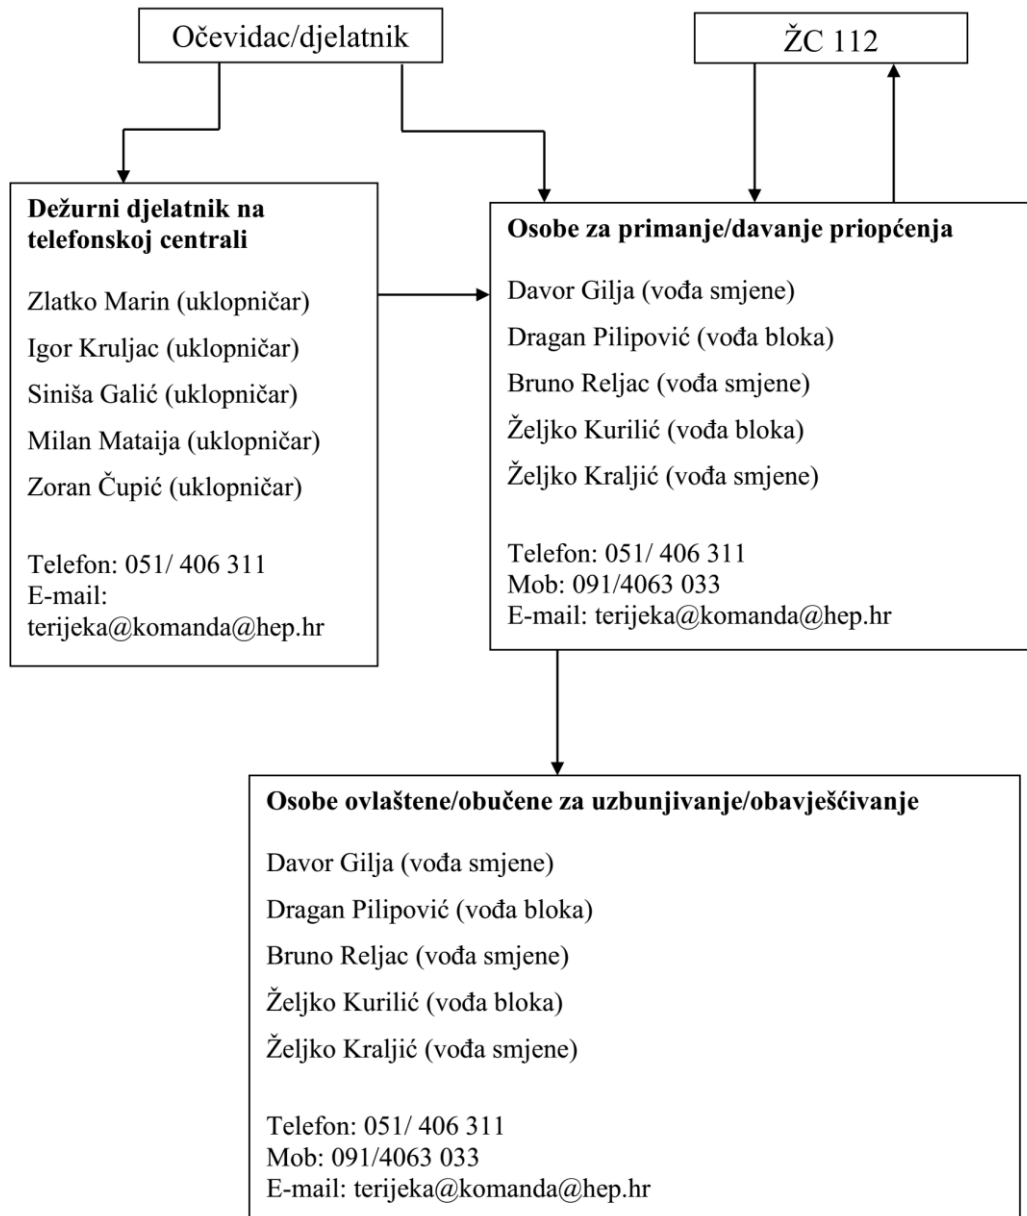 Očevidac/djelatnik
ŽC 112
Dežurni djelatnik na
telefonskoj centrali
Zlatko Marin (uklopničar)
Igor Kruljac (uklopničar)
Siniša Galić (uklopničar)
Milan Mataija (uklopničar)
Zoran Čupić (uklopničar)
Telefon: 051/ 406 311
E-mail:
terijeka@komanda@hep.hr
Osobe za primanje/davanje priopćenja
Davor Gilja (vođa smjene)
Dragan Pilipović (vođa bloka)
Bruno Reljac (vođa smjene)
Željko Kurilić (vođa bloka)
Željko Kraljić (vođa smjene)
Telefon: 051/ 406 311
Mob: 091/4063 033
E-mail: terijeka@komanda@hep.hr
Osobe ovlaštene/obučene za uzbunjivanje/obavješćivanje
Davor Gilja (vođa smjene)
Dragan Pilipović (vođa bloka)
Bruno Reljac (vođa smjene)
Željko Kurilić (vođa bloka)
Željko Kraljić (vođa smjene)
Telefon: 051/ 406 311
Mob: 091/4063 033
E-mail: terijeka@komanda@hep.hr